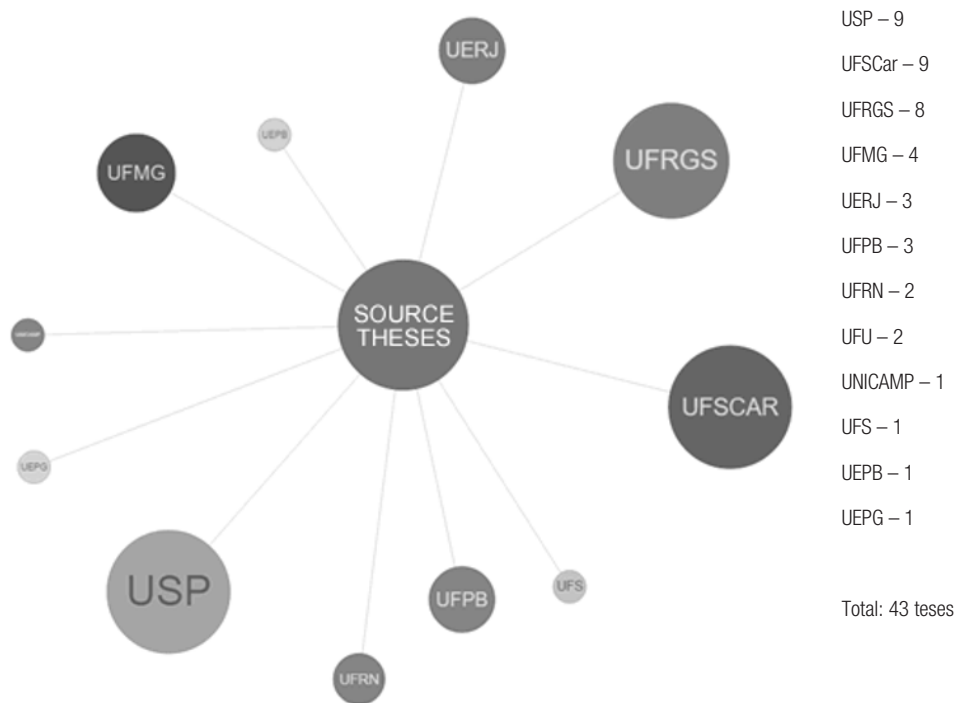 UERJ
UEPB
UFRGS
UFMG
SOURCE
THESES
UNICAMP
UFSCAR
UEPG
USP
UFPB
UFS
UFRN
USP – 9
UFSCar – 9
UFRGS – 8
UFMG – 4
UERJ – 3
UFPB – 3
UFRN – 2
UFU – 2
UNICAMP – 1
UFS – 1
UEPB – 1
UEPG – 1
Total: 43 teses